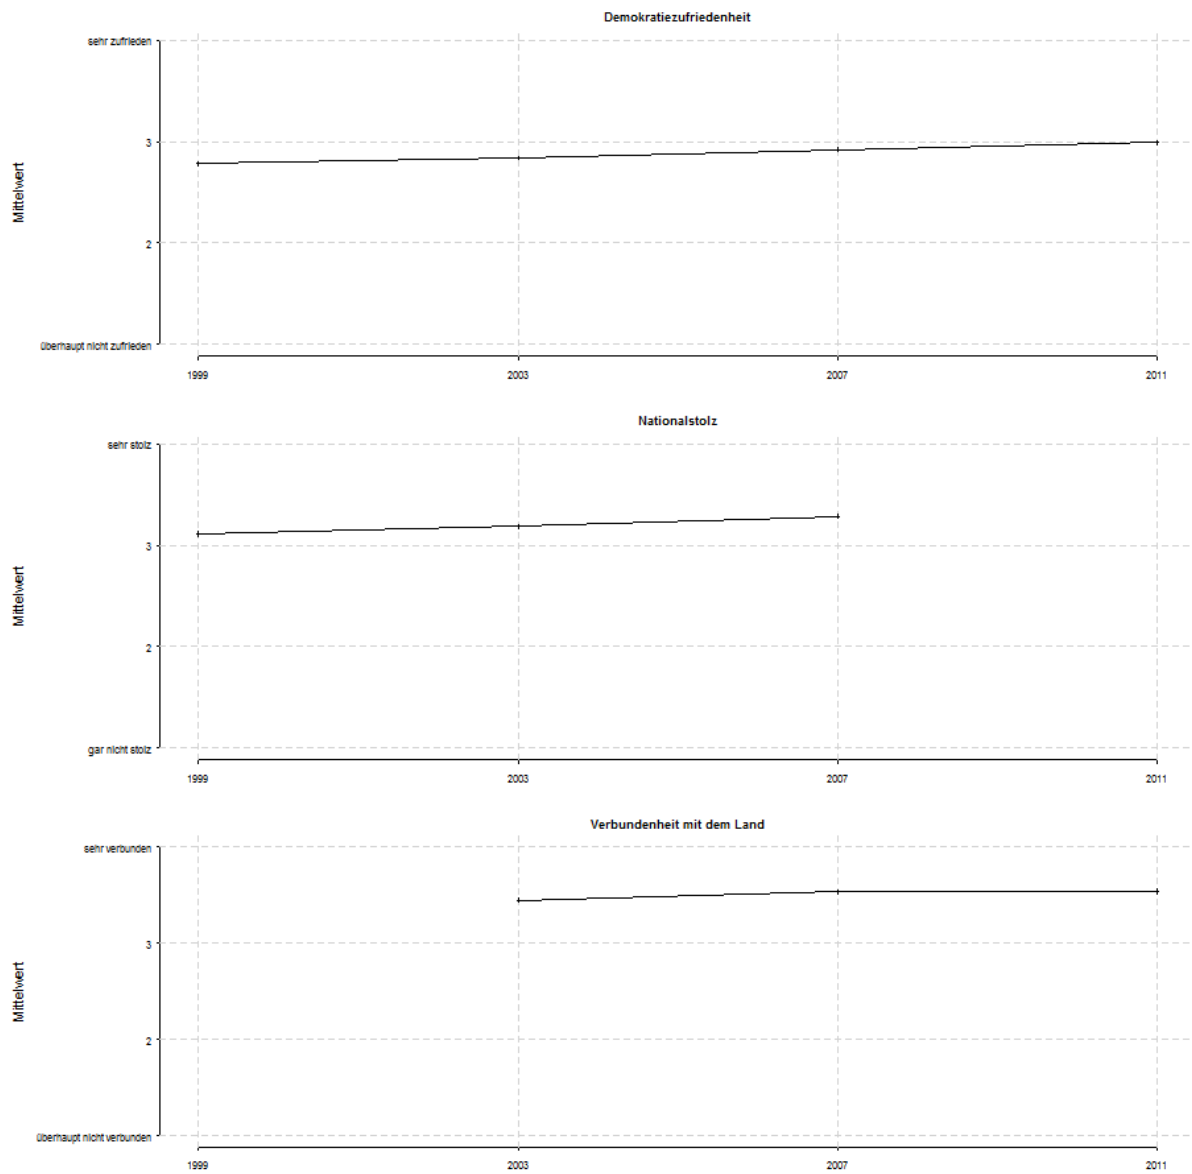 Demokratiezufriedenheit
sehr zufrieden
3
Mittelwert
2
überhaupt nicht zufrieden
1999 2003 2007 2011
Nationalstolz
sehr stolz
3
Mittelwert
2
gar nicht stolz
1999 2003 2007 2011
Verbundenheit mit dem Land
sehr verbunden
3
Mittelwert
2
überhaupt nicht verbunden
1999 2003 2007 2011